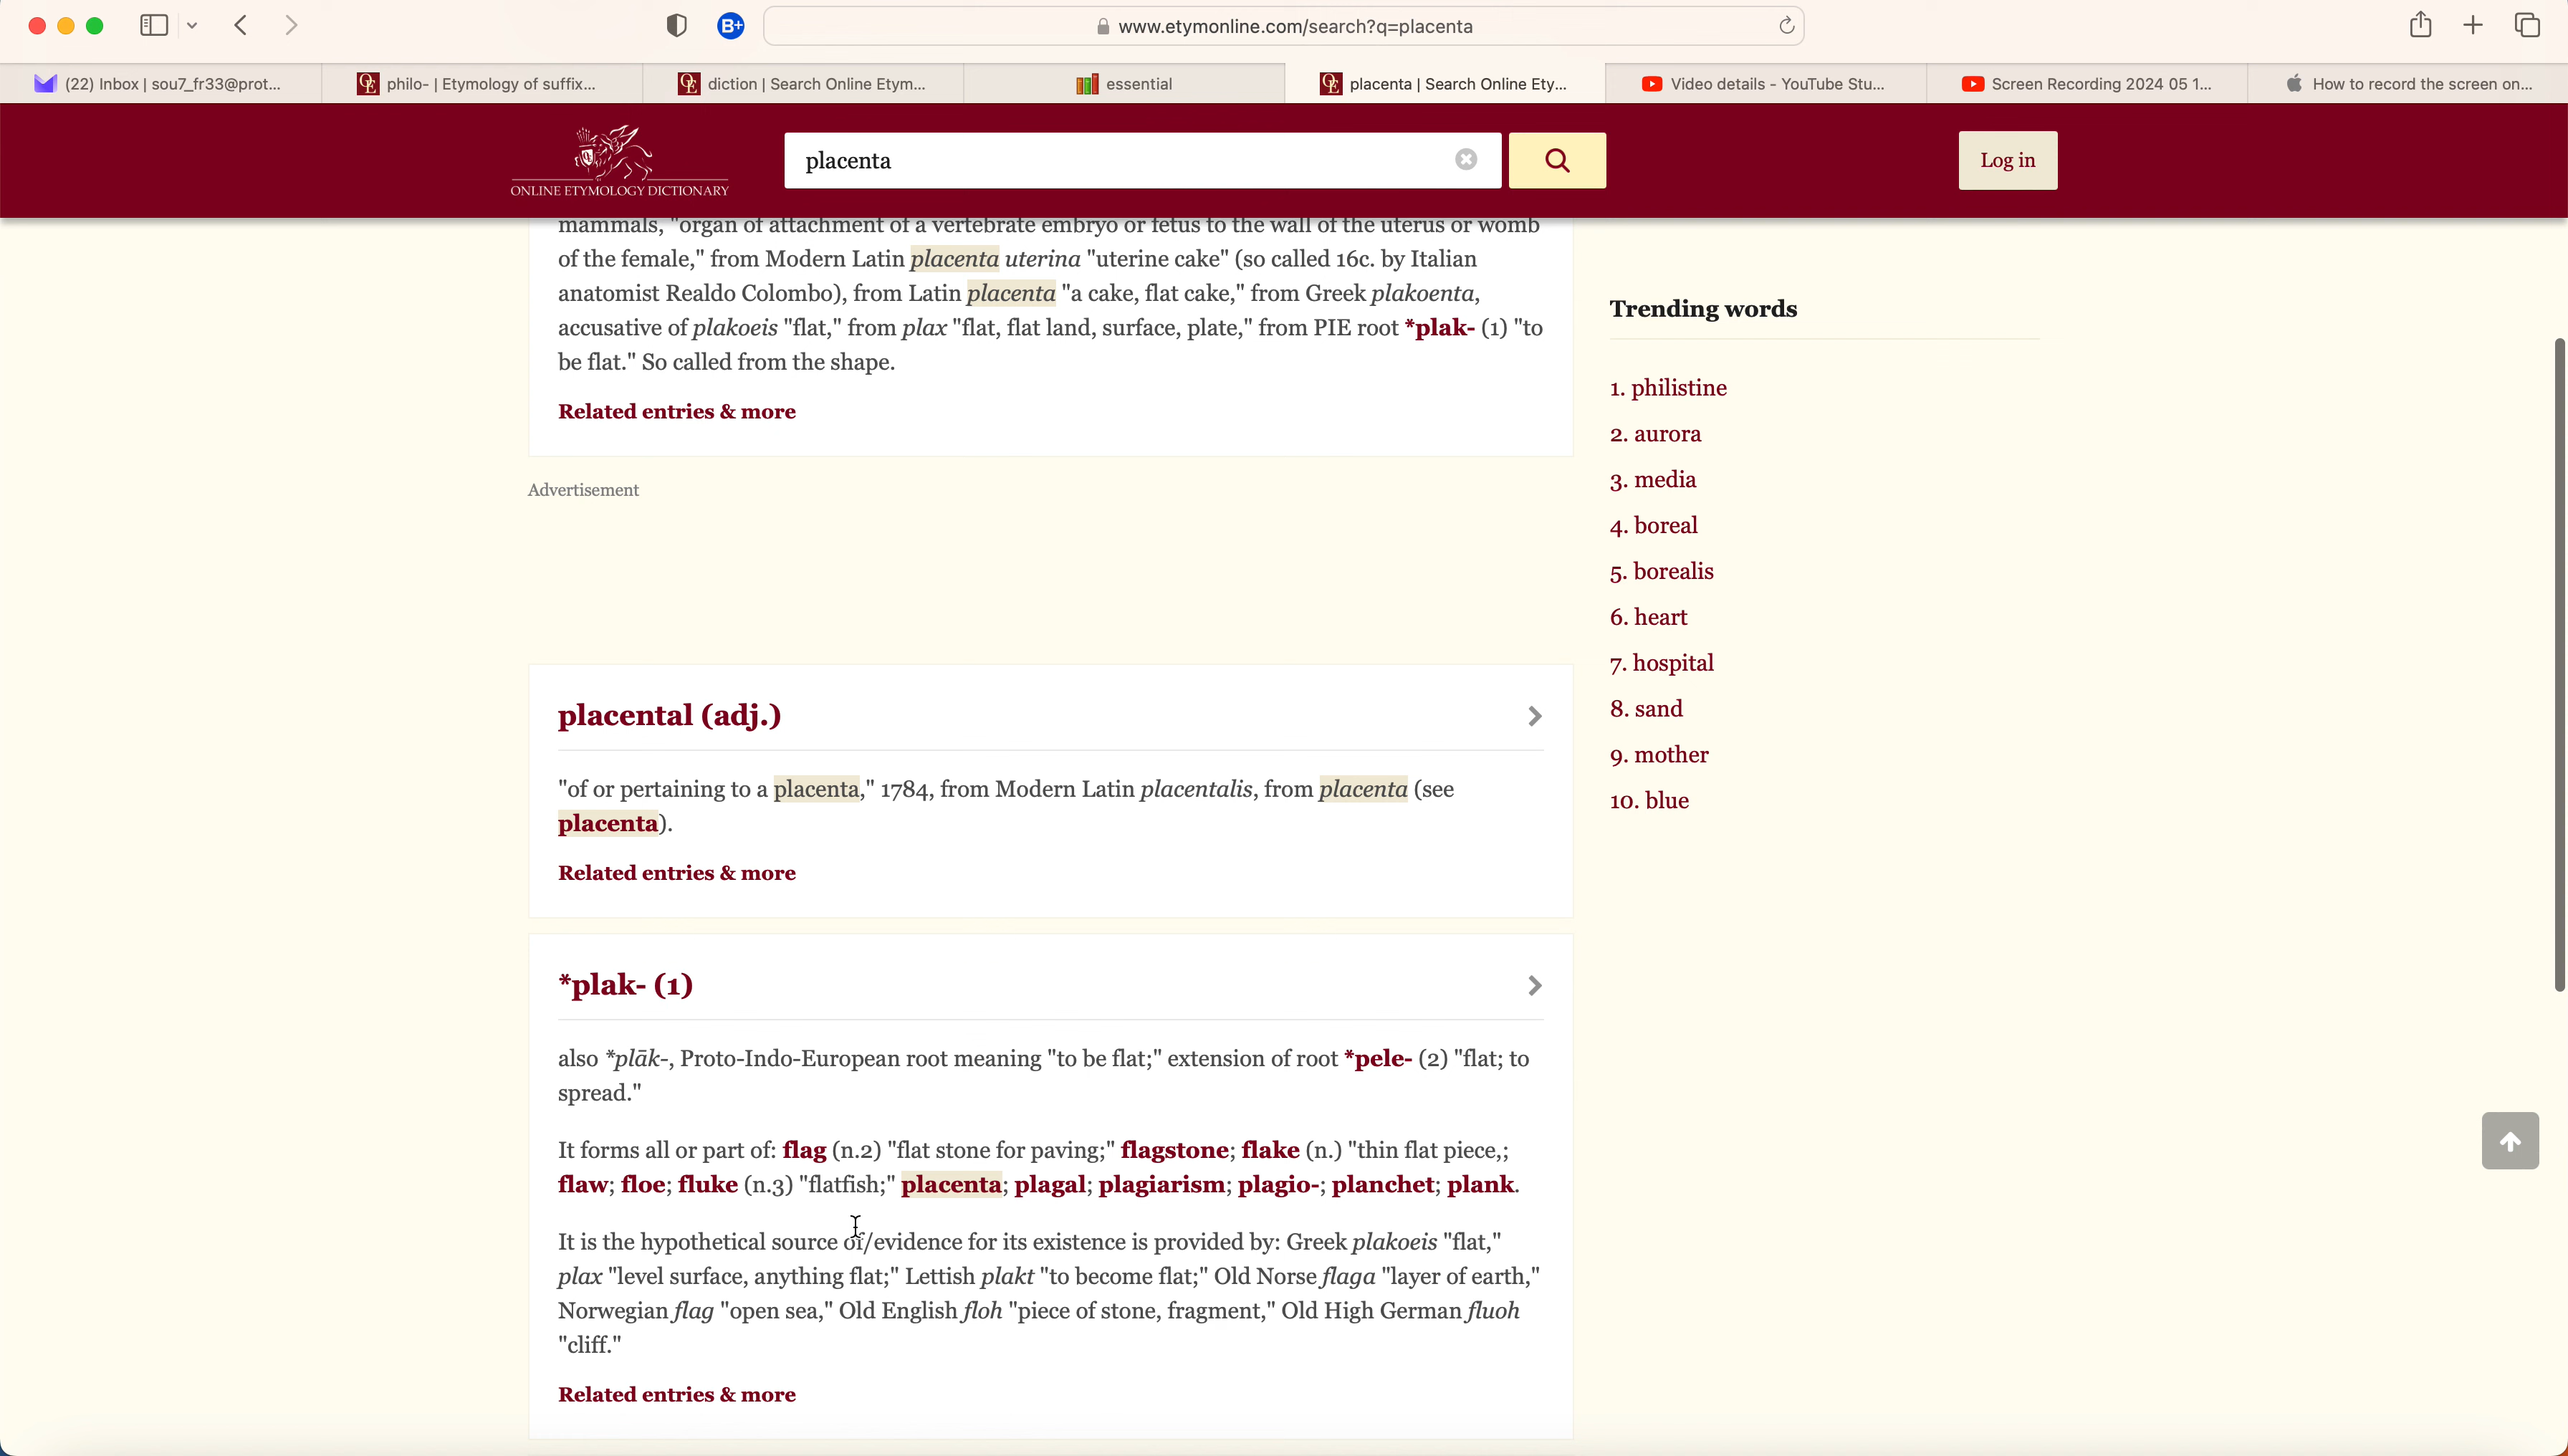 www.etymonline.com/search?q=placenta
(22) Inbox | sou7_fr33@prot...
philo- | Etymology of suffix...
diction | Search Online Etym...
essential
placenta | Search Online Ety...
Video details - YouTube Stu...
Screen Recording 2024 05 1...
How to record the screen on...
ONLINE ETYMOLOGY DICTIONARY
placenta
Log in
mammals, "organ of attachment of a vertebrate embryo or fetus to the wall of the uterus or womb
of the female," from Modern Latin placenta uterina "uterine cake" (so called 16c. by Italian
anatomist Realdo Colombo), from Latin placenta "a cake, flat cake," from Greek plakoenta,
accusative of plakoeis "flat," from plax "flat, flat land, surface, plate," from PIE root *plak- (1) "to
be flat." So called from the shape.
Related entries & more
Advertisement
placental (adj.)
"of or pertaining to a placenta," 1784, from Modern Latin placentalis, from placenta (see
placenta).
Related entries & more
*plak- (1)
also *plāk-, Proto-Indo-European root meaning "to be flat;" extension of root *pele- (2) "flat; to
spread."
It forms all or part of: flag (n.2) "flat stone for paving;" flagstone; flake (n.) "thin flat piece,;
flaw; floe; fluke (n.3) "flatfish;" placenta; plagal; plagiarism; plagio-; planchet; plank.
It is the hypothetical source of/evidence for its existence is provided by: Greek plakoeis "flat,"
plax "level surface, anything flat;" Lettish plakt "to become flat;" Old Norse flaga "layer of earth,"
Norwegian flag "open sea," Old English floh "piece of stone, fragment," Old High German fluoh
"cliff."
Related entries & more
Trending words
1. philistine
2. aurora
3. media
4. boreal
5. borealis
6. heart
7. hospital
8. sand
9. mother
10. blue